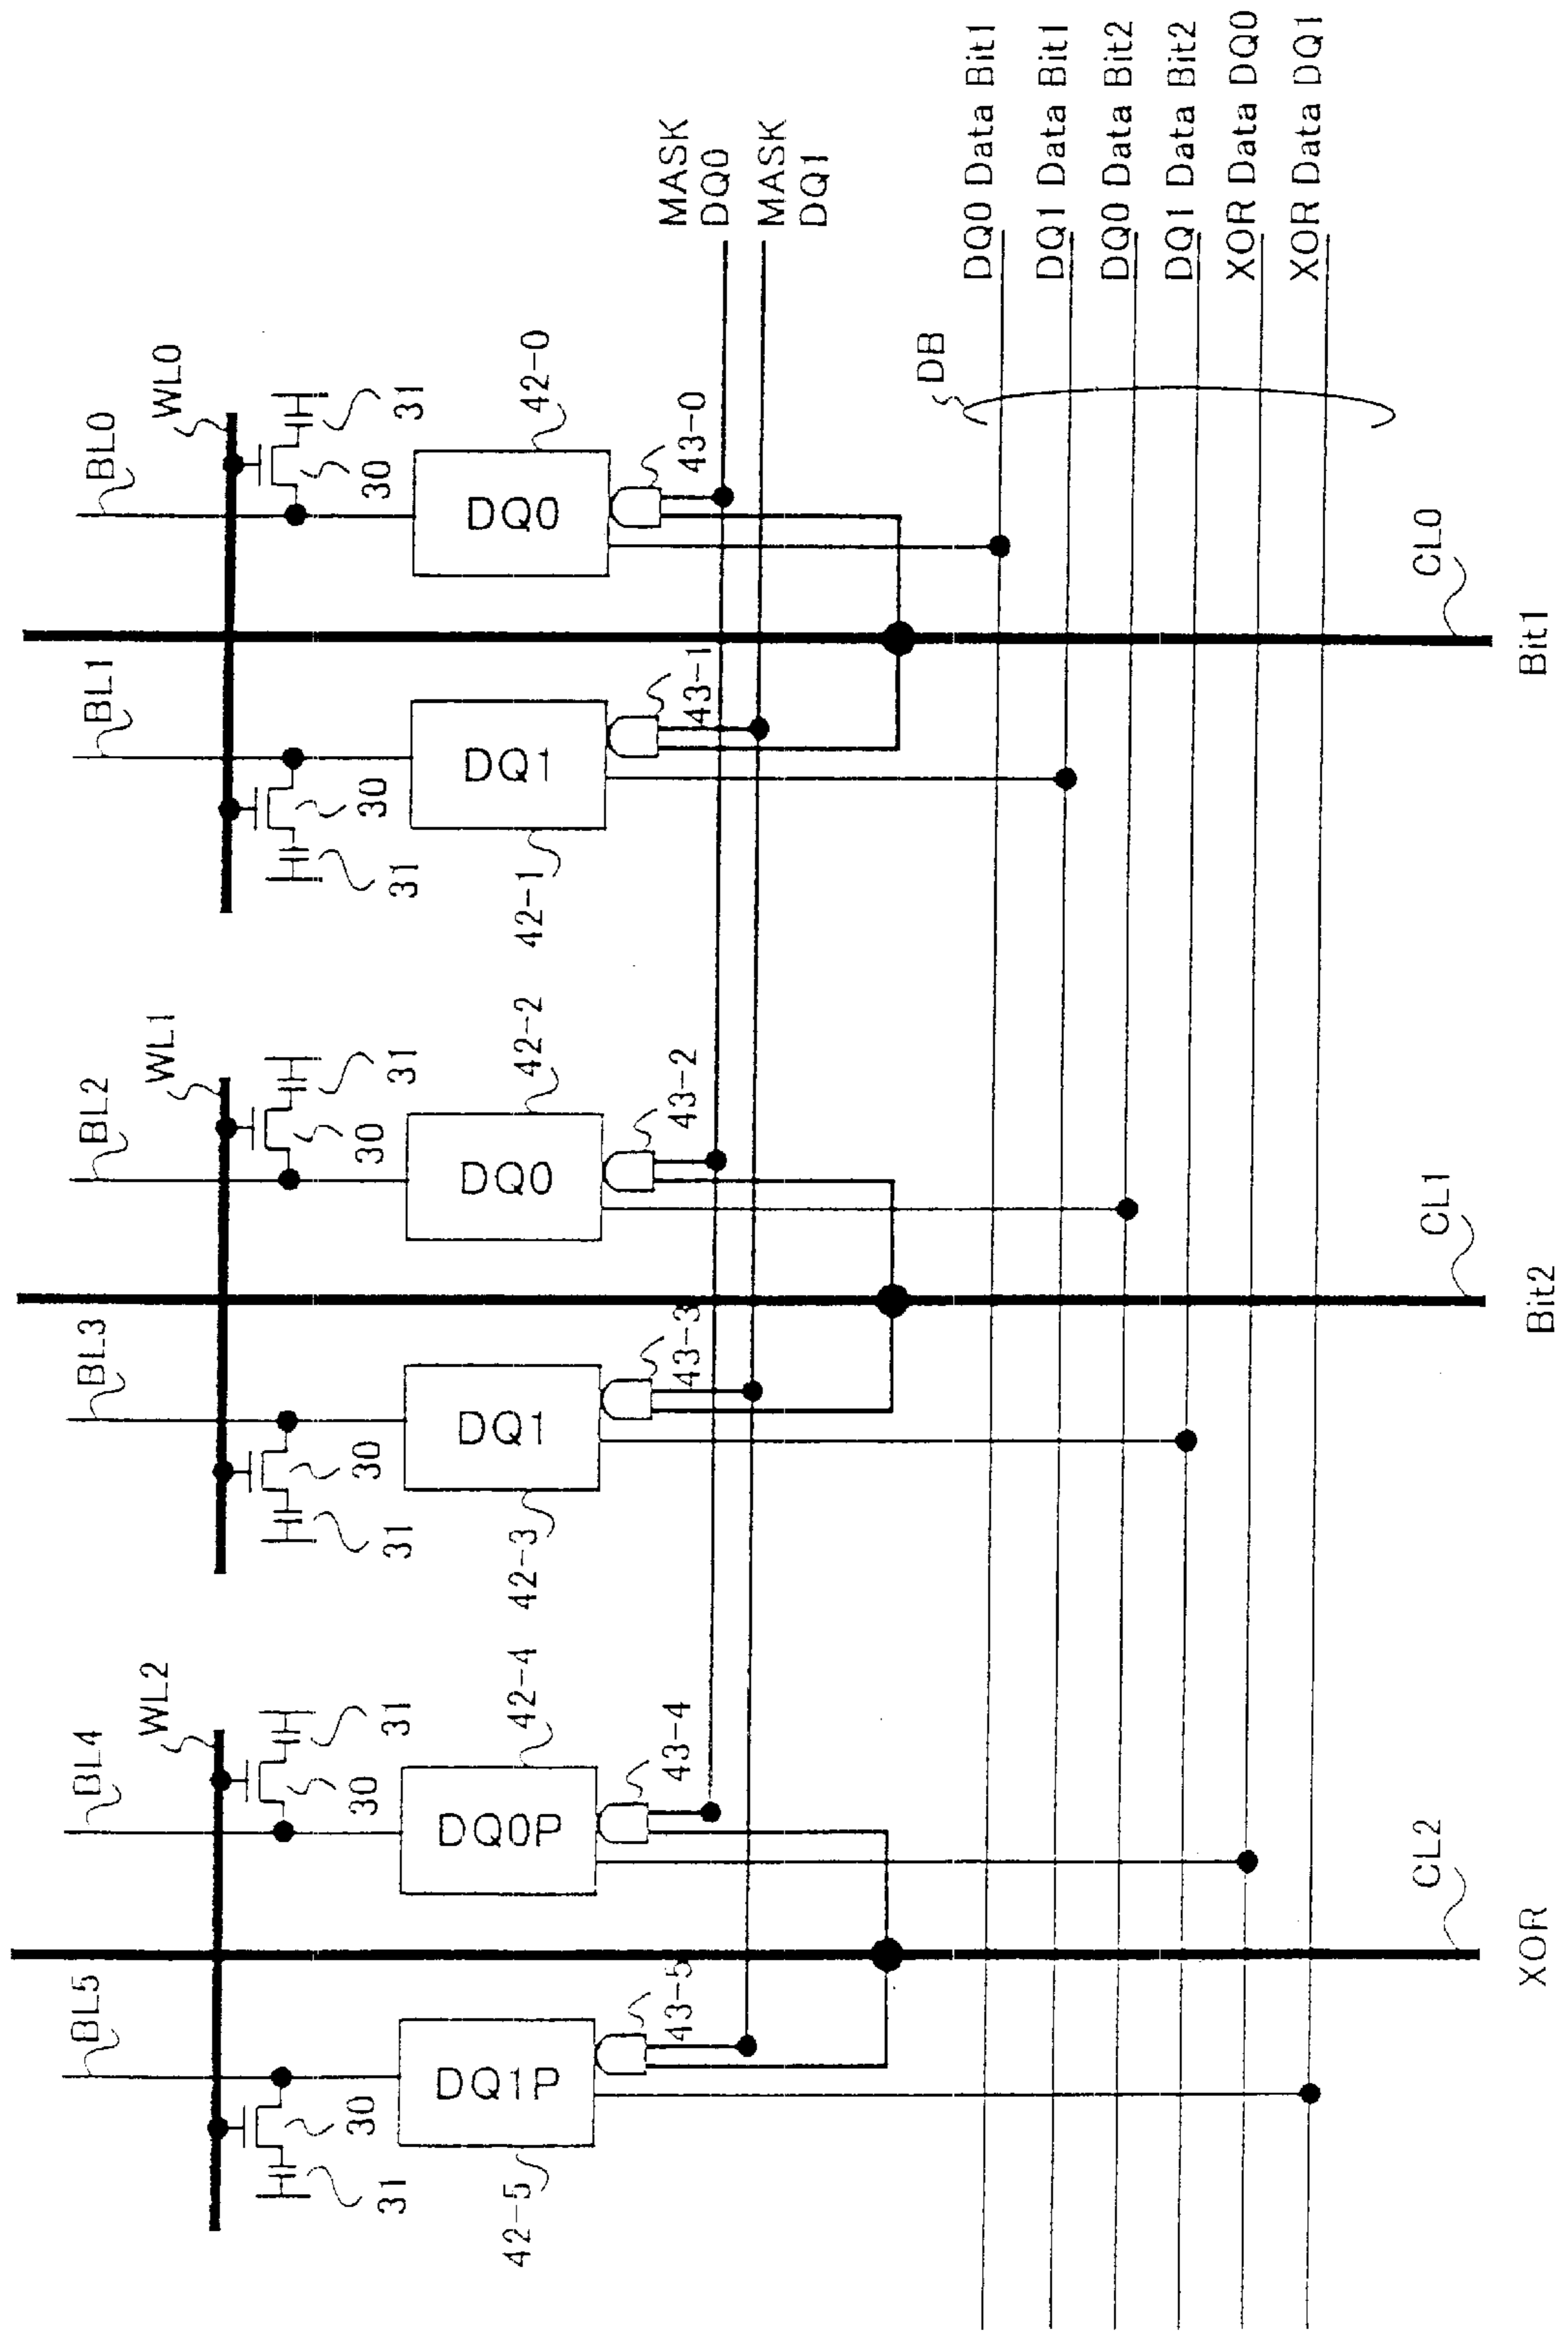 BL5
BL4
BL3
BL2
BL1
BL0
WL2
WL1
WL0
30
31
30
31
30
31
30
31
30
31
30
31
42-5
DQ1P
42-4
DQ0P
42-3
DQ1
42-2
DQ0
42-1
DQ1
42-0
DQ0
43-5
43-4
43-3
43-2
43-1
43-0
MASK
DQ0
MASK
DQ1
DB
DQ0 Data Bit1
DQ1 Data Bit1
DQ0 Data Bit2
DQ1 Data Bit2
XOR Data DQ0
XOR Data DQ1
CL2
CL1
CL0
XOR
Bit2
Bit1